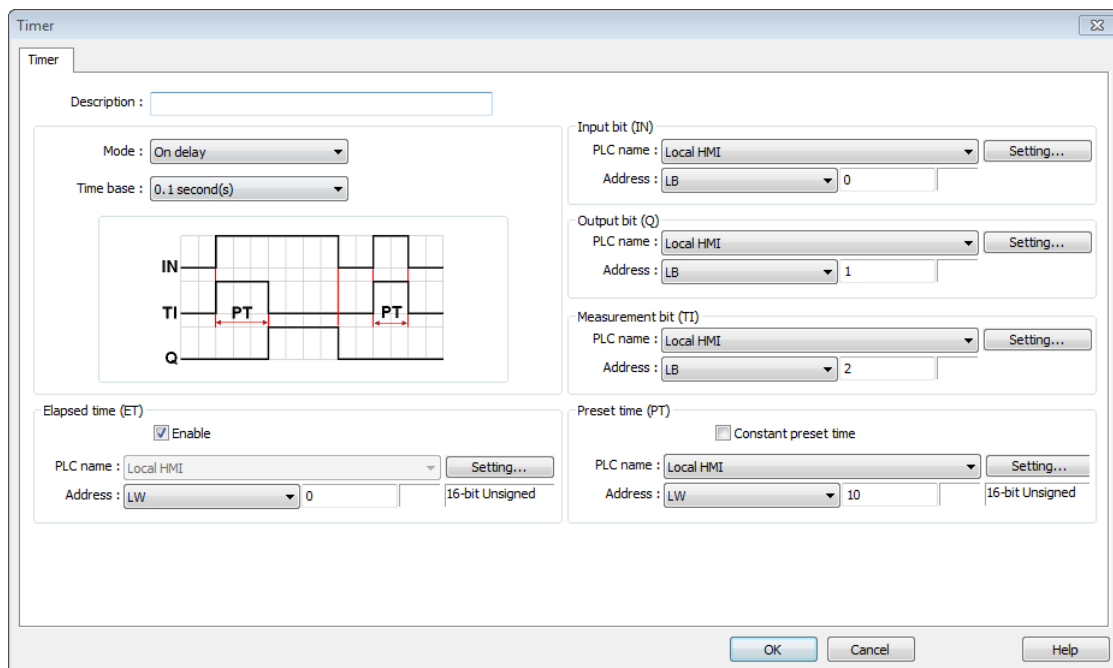 Timer
Timer
Description :
Mode : On delay
Time base : 0.1 second(s)
IN
TI PT PT
Q
Input bit (IN)
PLC name : Local HMI Setting...
Address : LB 0
Output bit (Q)
PLC name : Local HMI Setting...
Address : LB 1
Measurement bit (TI)
PLC name : Local HMI Setting...
Address : LB 2
Elapsed time (ET)
Enable
PLC name : Local HMI Setting...
Address : LW 0 16-bit Unsigned
Preset time (PT)
Constant preset time
PLC name : Local HMI Setting...
Address : LW 10 16-bit Unsigned
OK Cancel Help